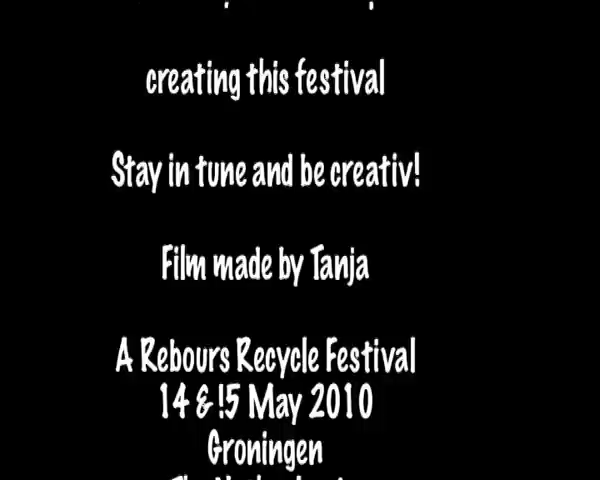 creating this festival
Stay in tune and be creativ!
Film made by Tanja
A Rebours Recycle Festival
14 & !5 May 2010
Groningen